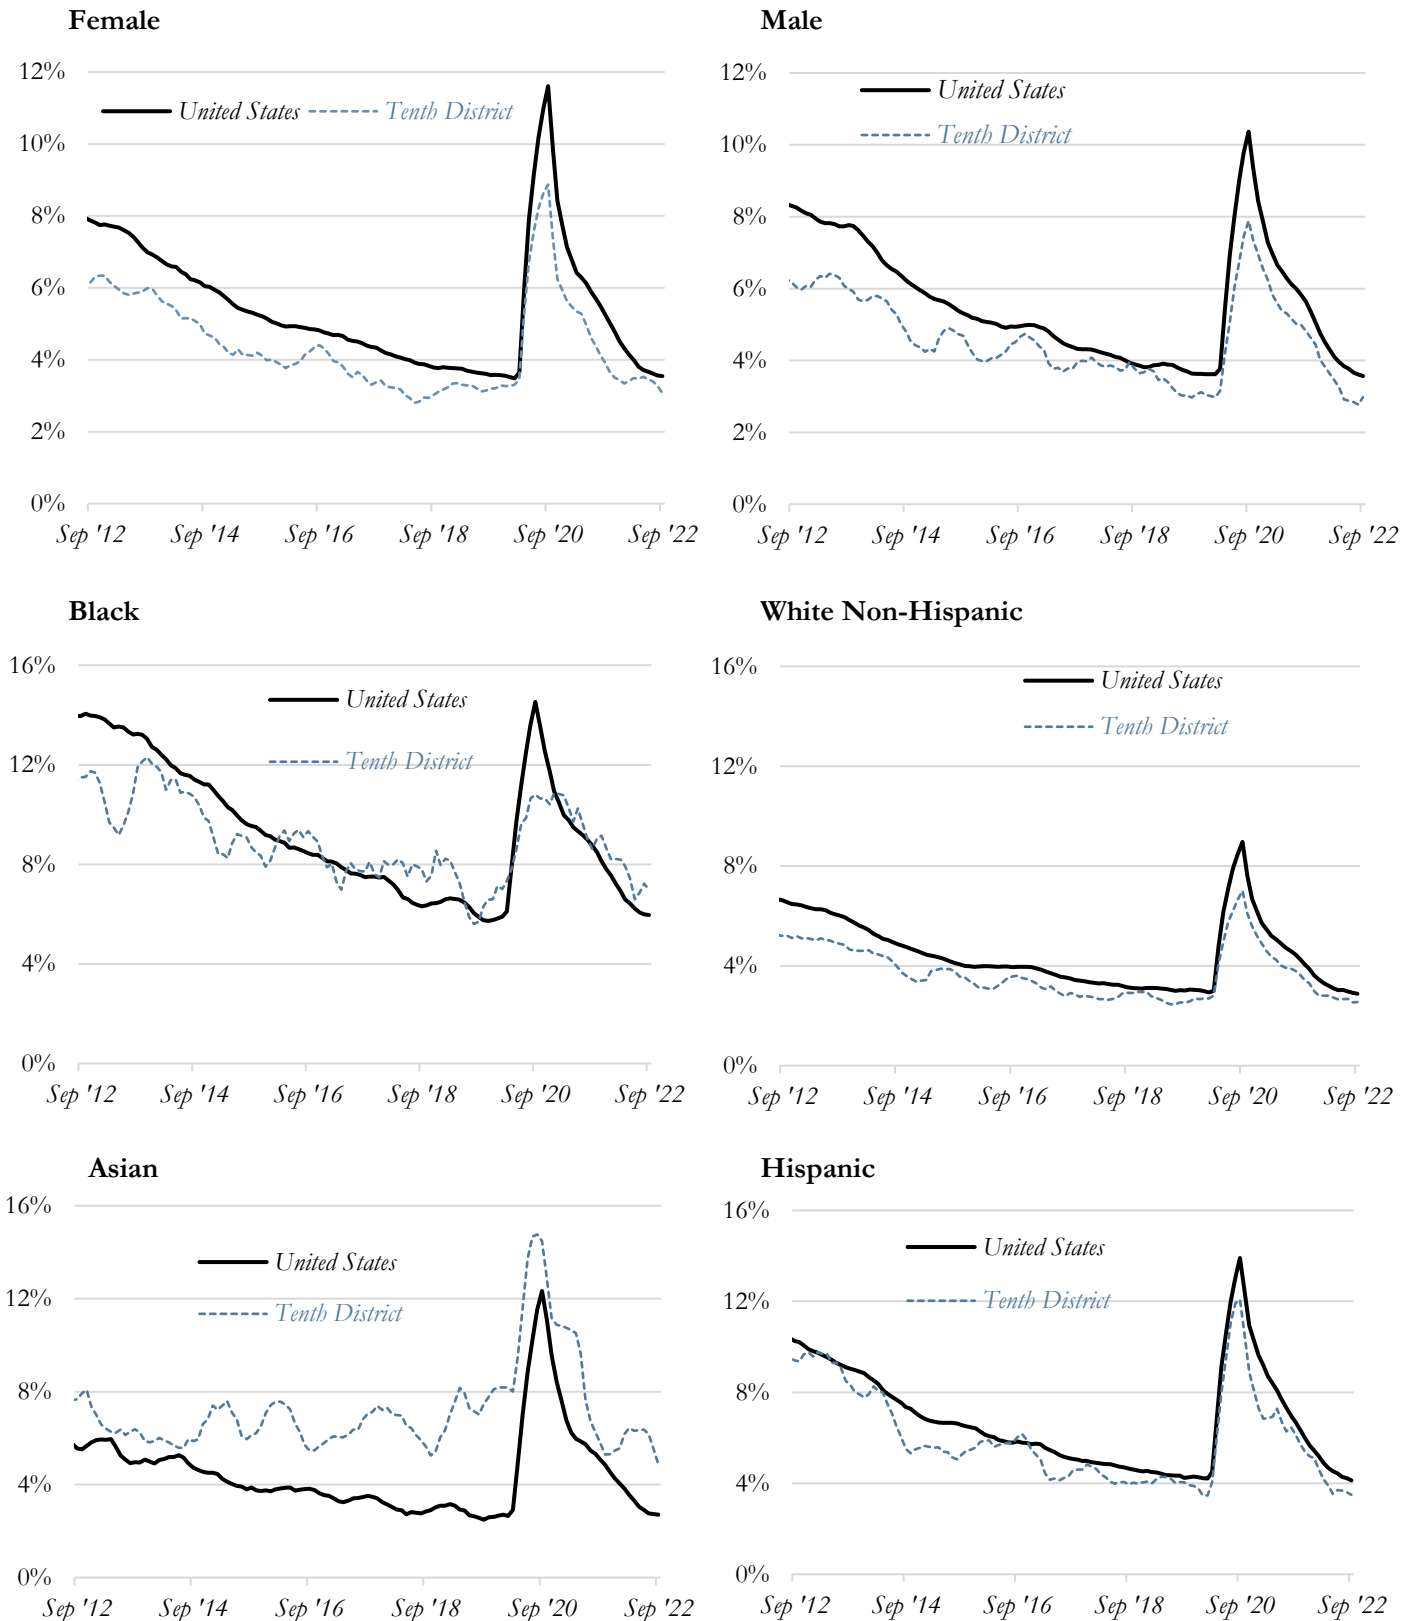 Female
12%
United States
Tenth District
10%
8%
6%
4%
2%
0%
Sep '12
Sep '14
Sep '16
Sep '18
Sep '20
Sep '22
Male
12%
United States
Tenth District
10%
8%
6%
4%
2%
0%
Sep '12
Sep '14
Sep '16
Sep '18
Sep '20
Sep '22
Black
16%
United States
Tenth District
12%
8%
4%
0%
Sep '12
Sep '14
Sep '16
Sep '18
Sep '20
Sep '22
White Non-Hispanic
16%
United States
Tenth District
12%
8%
4%
0%
Sep '12
Sep '14
Sep '16
Sep '18
Sep '20
Sep '22
Asian
16%
United States
Tenth District
12%
8%
4%
0%
Sep '12
Sep '14
Sep '16
Sep '18
Sep '20
Sep '22
Hispanic
16%
United States
Tenth District
12%
8%
4%
0%
Sep '12
Sep '14
Sep '16
Sep '18
Sep '20
Sep '22